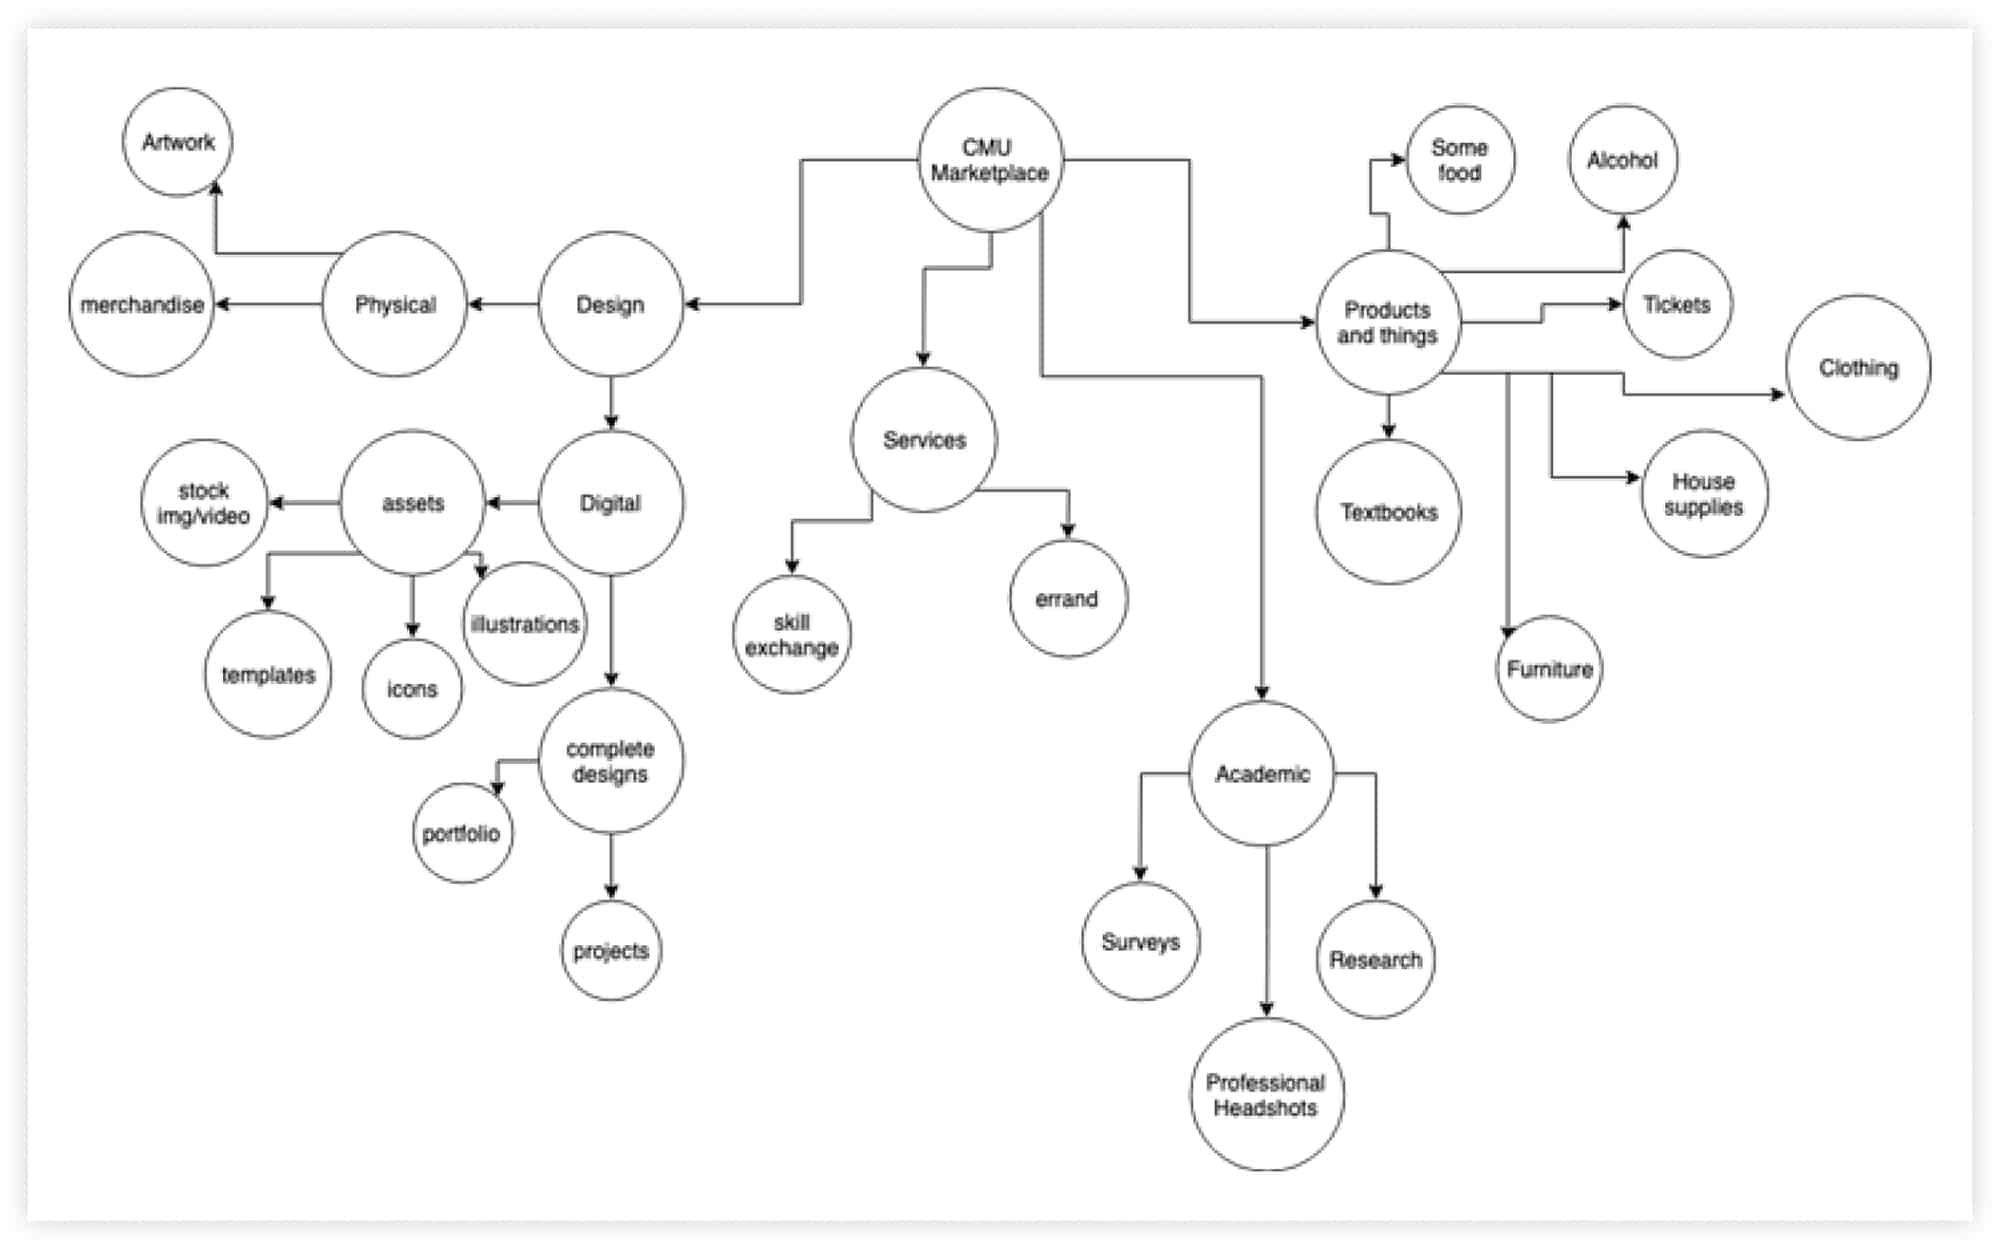 Artwork
CMU
Marketplace
Some
food
Alcohol
merchandise
Physical
Design
Products
and things
Tickets
Clothing
stock
img/video
assets
Digital
Services
Textbooks
House
supplies
templates
icons
illustrations
skill
exchange
errand
Furniture
complete
designs
portfolio
projects
Academic
Surveys
Research
Professional
Headshots